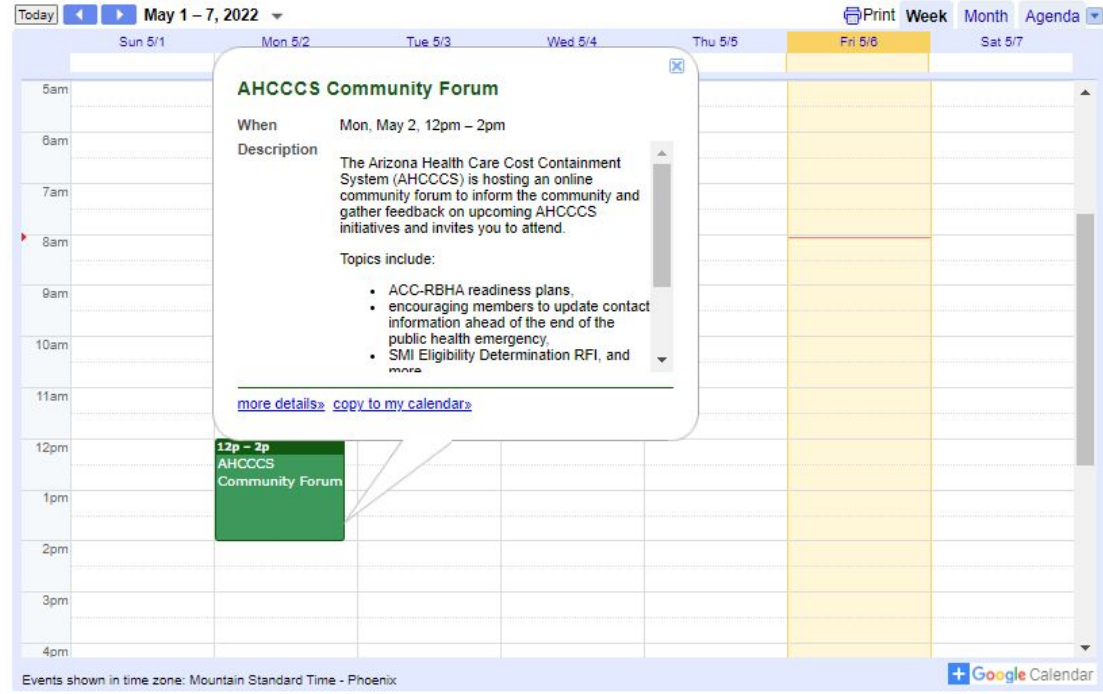 Today May 1 – 7, 2022 Print Week Month Agenda
Sun 5/1 Mon 5/2 Tue 5/3 Wed 5/4 Thu 5/5 Fri 5/6 Sat 5/7
AHCCCS Community Forum
When Mon, May 2, 12pm – 2pm
Description
The Arizona Health Care Cost Containment
System (AHCCCS) is hosting an online
community forum to inform the community and
gather feedback on upcoming AHCCCS
initiatives and invites you to attend.
Topics include:
• ACC-RBHA readiness plans,
• encouraging members to update contact
information ahead of the end of the
public health emergency,
• SMI Eligibility Determination RFI, and
more
more details» copy to my calendar»
5am
6am
7am
8am
9am
10am
11am
12pm
1pm
2pm
3pm
4pm
12p – 2p
AHCCCS
Community Forum
Events shown in time zone: Mountain Standard Time - Phoenix
+ Google Calendar